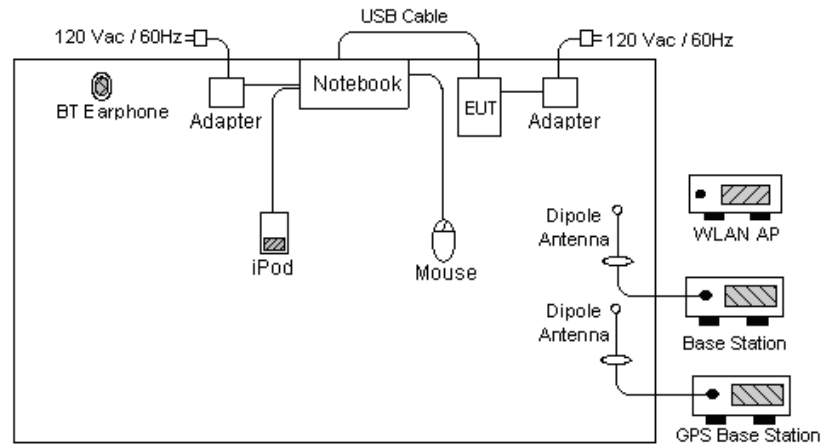 USB Cable
120 Vac / 60Hz
120 Vac / 60Hz
Notebook
BT Earphone
Adapter
EUT
Adapter
iPod
Mouse
Dipole
Antenna
WLAN AP
Dipole
Antenna
Base Station
GPS Base Station